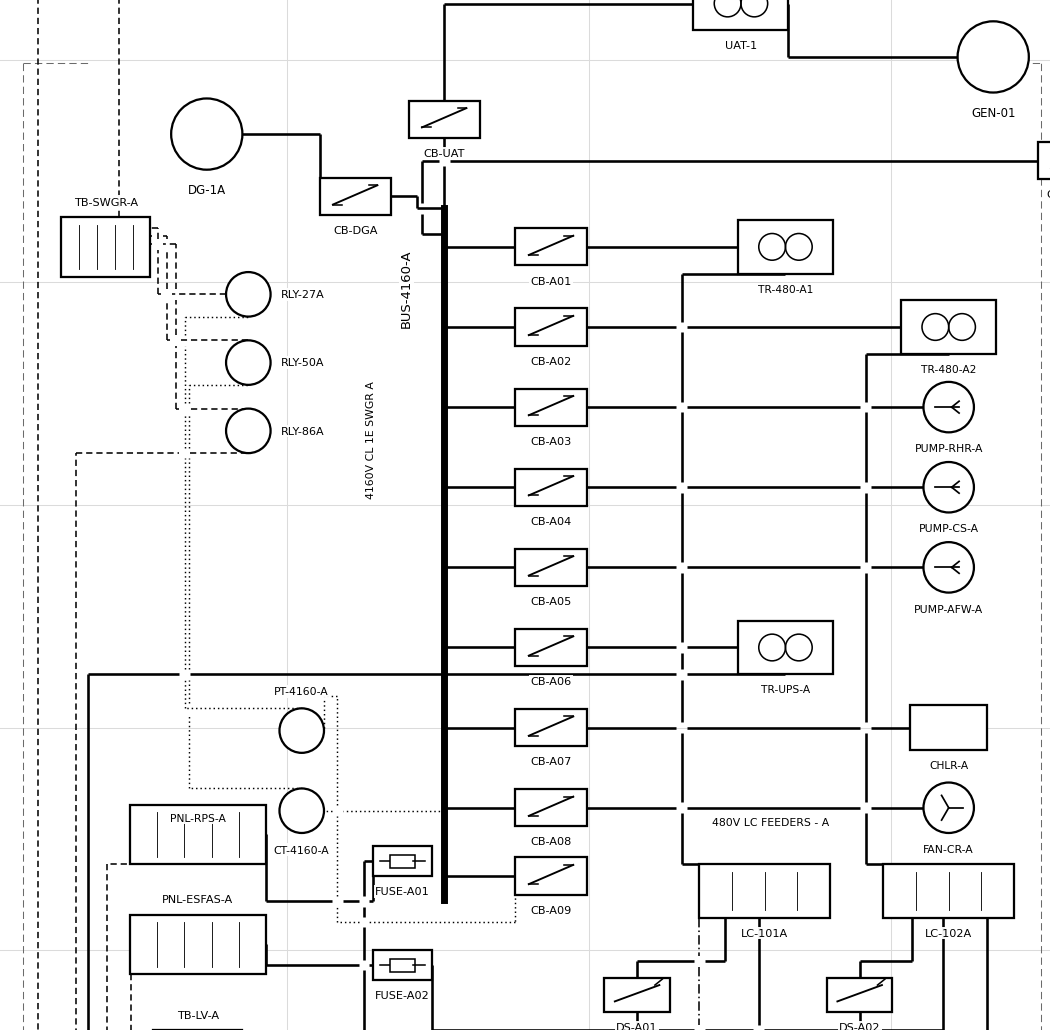 UAT-1
GEN-01
CB-UAT
DG-1A
TB-SWGR-A
CB-DGA
BUS-4160-A
4160V CL 1E SWGR A
RLY-27A
RLY-50A
RLY-86A
CB-A01
TR-480-A1
CB-A02
TR-480-A2
CB-A03
PUMP-RHR-A
CB-A04
PUMP-CS-A
CB-A05
PUMP-AFW-A
CB-A06
TR-UPS-A
PT-4160-A
CB-A07
CHLR-A
PNL-RPS-A
CB-A08
480V LC FEEDERS - A
CT-4160-A
FAN-CR-A
FUSE-A01
PNL-ESFAS-A
CB-A09
LC-101A
LC-102A
FUSE-A02
TB-LV-A
DS-A01
DS-A02